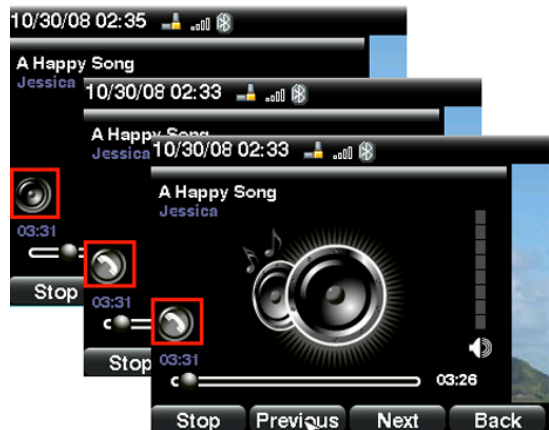 10/30/08 02:35
A Happy Song
Jessica
03:31
Stop
10/30/08 02:33
A Happy Song
Jessica
03:31
Stop
10/30/08 02:33
A Happy Song
Jessica
03:31
03:26
Stop Previous Next Back